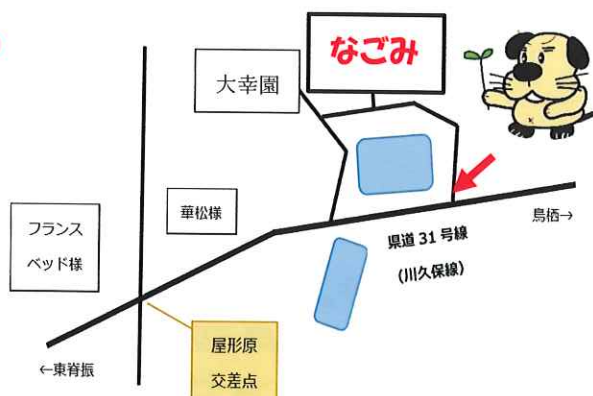 なごみ
大幸園
華松様
フランス
ベッド様
鳥栖→
県道 31 号線
（川久保線）
屋形原
交差点
←東脊振